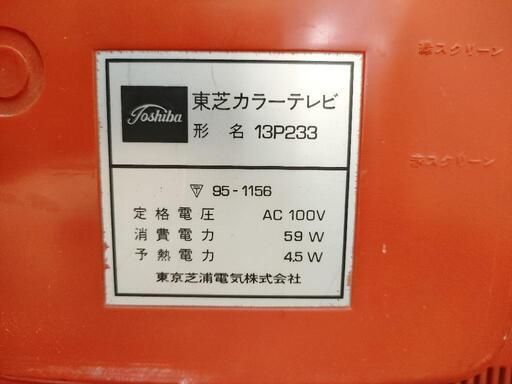 Toshiba
東芝カラーテレビ
形名 13P233
95-1156
定格電圧 AC 100V
消費電力 59W
予熱電力 4.5W
東京芝浦電気株式会社
赤スクリーン